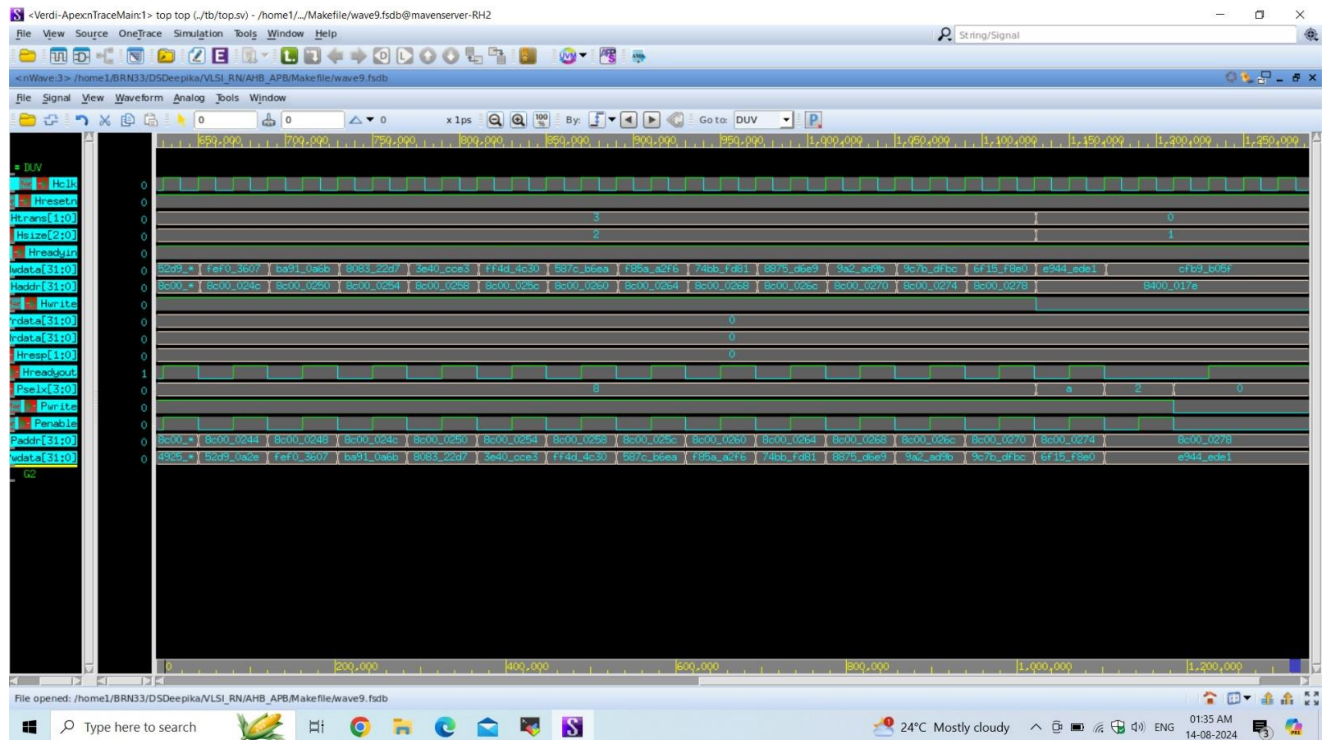 <Verdi-ApexnTraceMain:1> top top (../tb/top.sv) - /home1/.../Makefile/wave9.fsdb@mavenserver-RH2
File View Source OneTrace Simulation Tools Window Help
String/Signal
<nWave:3> /home1/BRN33/DSDeepika/VLSI_RN/AHB_APB/Makefile/wave9.fsdb
File Signal View Waveform Analog Tools Window
0 0 0 x 1ps 100 By: Go to: DUV
650,000 700,000 750,000 800,000 850,000 900,000 950,000 1,000,000 1,050,000 1,100,000 1,150,000 1,200,000 1,250,000
= DUV
Hclk 0
Hresetn 0
Htrans[1:0] 0 3 0
Hsize[2:0] 0 2 1
Hreadyin 0
wdata[31:0] 0 52d9_* fef0_3607 ba91_0a6b 8083_22d7 3e40_cce3 ff4d_4c30 587c_b6ea f85a_a2f6 74bb_fd81 8875_d6e9 9a2_ad9b 9c7b_dfbc 6f15_f8e0 e944_ede1 cfb9_b05f
Haddr[31:0] 0 8c00_* 8c00_024c 8c00_0250 8c00_0254 8c00_0258 8c00_025c 8c00_0260 8c00_0264 8c00_0268 8c00_026c 8c00_0270 8c00_0274 8c00_0278 8400_017e
Hwrite 0
rdata[31:0] 0 0
rdata[31:0] 0 0
Hresp[1:0] 0 0
Hreadyout 1
Pselx[3:0] 0 8 a 2 0
Pwrite 0
Penable 0
Paddr[31:0] 0 8c00_* 8c00_0244 8c00_0248 8c00_024c 8c00_0250 8c00_0254 8c00_0258 8c00_025c 8c00_0260 8c00_0264 8c00_0268 8c00_026c 8c00_0270 8c00_0274 8c00_0278
wdata[31:0] 0 4925_* 52d9_0a2e fef0_3607 ba91_0a6b 8083_22d7 3e40_cce3 ff4d_4c30 587c_b6ea f85a_a2f6 74bb_fd81 8875_d6e9 9a2_ad9b 9c7b_dfbc 6f15_f8e0 e944_ede1
G2
0 200,000 400,000 600,000 800,000 1,000,000 1,200,000
File opened: /home1/BRN33/DSDeepika/VLSI_RN/AHB_APB/Makefile/wave9.fsdb
Type here to search 24°C Mostly cloudy ENG 01:35 AM
14-08-2024 3